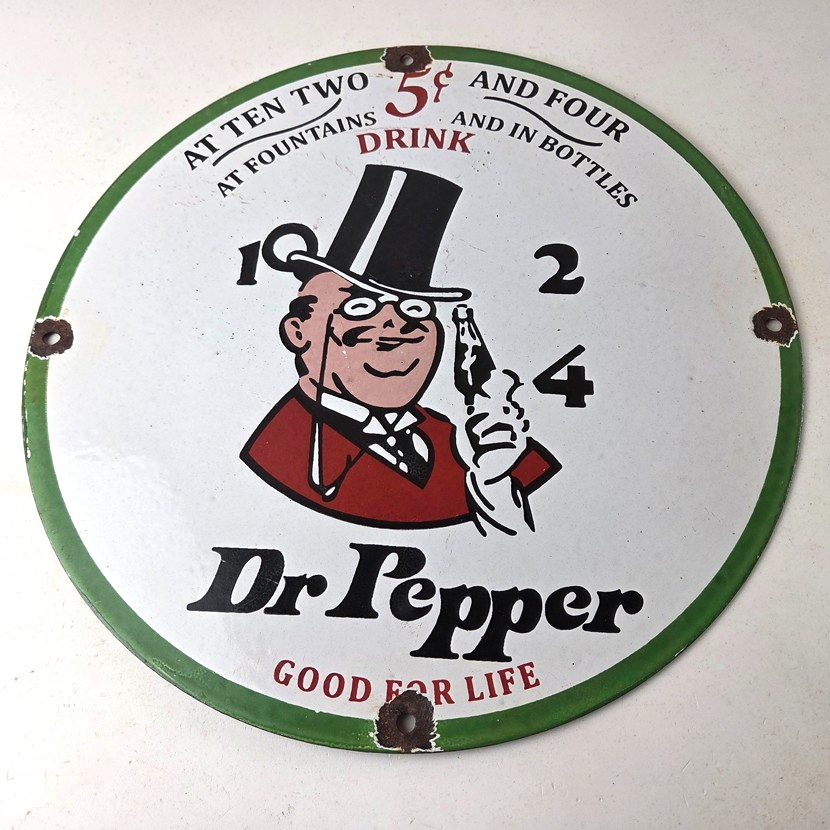 AT TEN TWO 5¢ AND FOUR
AT FOUNTAINS AND IN BOTTLES
DRINK
10 2
4
Dr Pepper
GOOD FOR LIFE